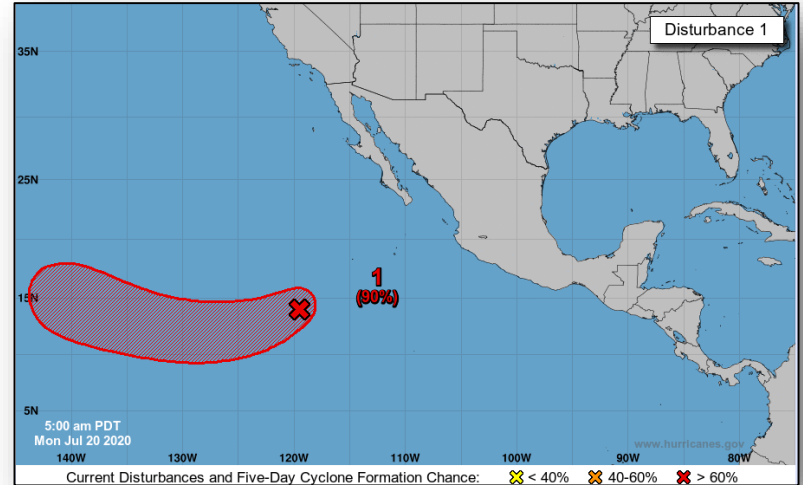 Disturbance 1
35N
25N
1
(90%)
15N
5N
5:00 am PDT
Mon Jul 20 2020
www.hurricanes.gov
140W 130W 120W 110W 100W 90W 80W
Current Disturbances and Five-Day Cyclone Formation Chance: < 40% 40-60% > 60%